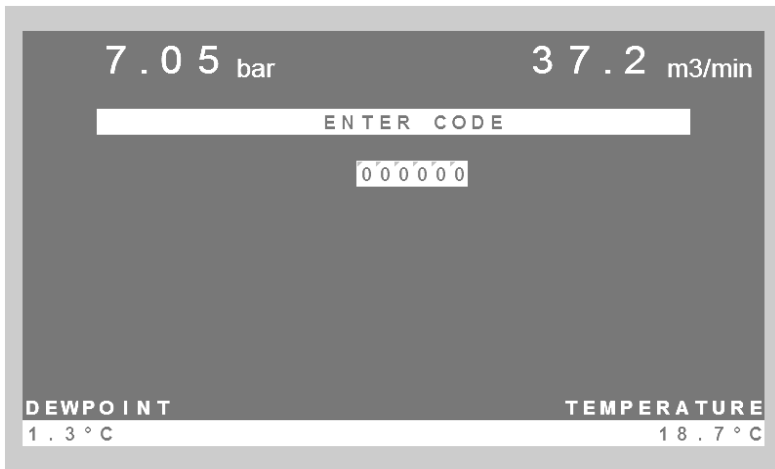 7.05 bar 37.2 m3/min
ENTER CODE
000000
DEWPOINT TEMPERATURE
1.3°C 18.7°C